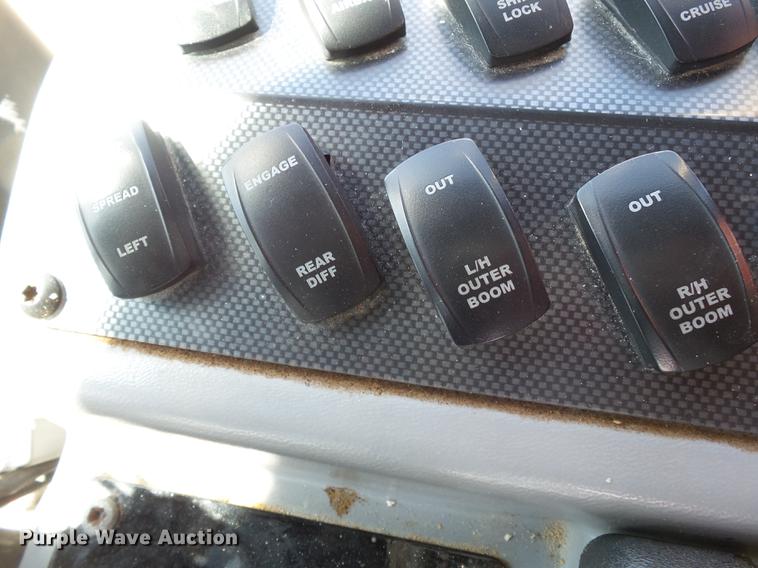 LOCK
CRUISE
SPREAD
LEFT
ENGAGE
REAR
DIFF
OUT
L/H
OUTER
BOOM
OUT
R/H
OUTER
BOOM
Purple Wave Auction